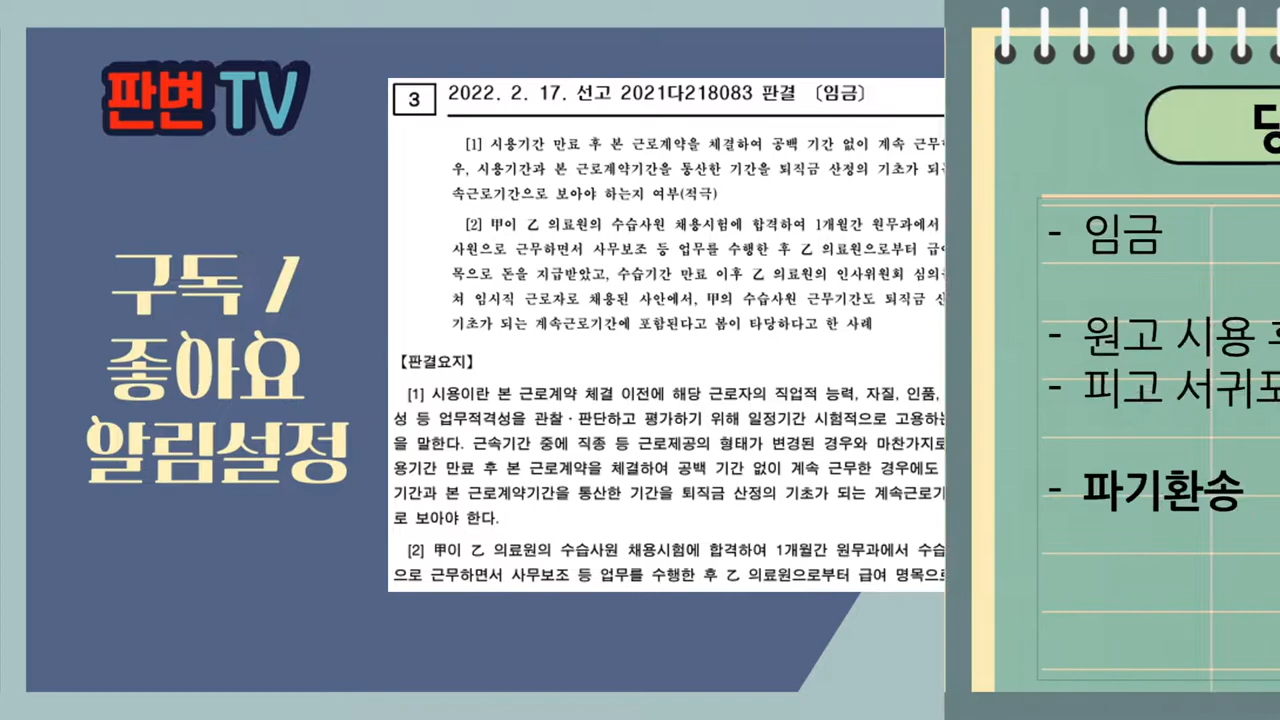 판변 TV
구독 /
좋아요
알림설정
3
2022. 2. 17. 선고 2021다218083 판결 〔임금〕
[1] 시용기간 만료 후 본 근로계약을 체결하여 공백 기간 없이 계속 근무
우, 시용기간과 본 근로계약기간을 통산한 기간을 퇴직금 산정의 기초가 되
속근로기간으로 보아야 하는지 여부(적극)
[2] 甲이 乙 의료원의 수습사원 채용시험에 합격하여 1개월간 원무과에서
사원으로 근무하면서 사무보조 등 업무를 수행한 후 乙 의료원으로부터 급
목으로 돈을 지급받았고, 수습기간 만료 이후 乙 의료원의 인사위원회 심의
쳐 임시직 근로자로 채용된 사안에서, 甲의 수습사원 근무기간도 퇴직금
기초가 되는 계속근로기간에 포함된다고 봄이 타당하다고 한 사례
【판결요지】
[1] 시용이란 본 근로계약 체결 이전에 해당 근로자의 직업적 능력, 자질, 인품,
성 등 업무적격성을 관찰·판단하고 평가하기 위해 일정기간 시험적으로 고용하
을 말한다. 근속기간 중에 직종 등 근로제공의 형태가 변경된 경우와 마찬가지로
용기간 만료 후 본 근로계약을 체결하여 공백 기간 없이 계속 근무한 경우에도
기간과 본 근로계약기간을 통산한 기간을 퇴직금 산정의 기초가 되는 계속근로기
로 보아야 한다.
[2] 甲이 乙 의료원의 수습사원 채용시험에 합격하여 1개월간 원무과에서 수습
으로 근무하면서 사무보조 등 업무를 수행한 후 乙 의료원으로부터 급여 명목으
- 임금
- 원고 시용
- 피고 서귀포
- 파기환송